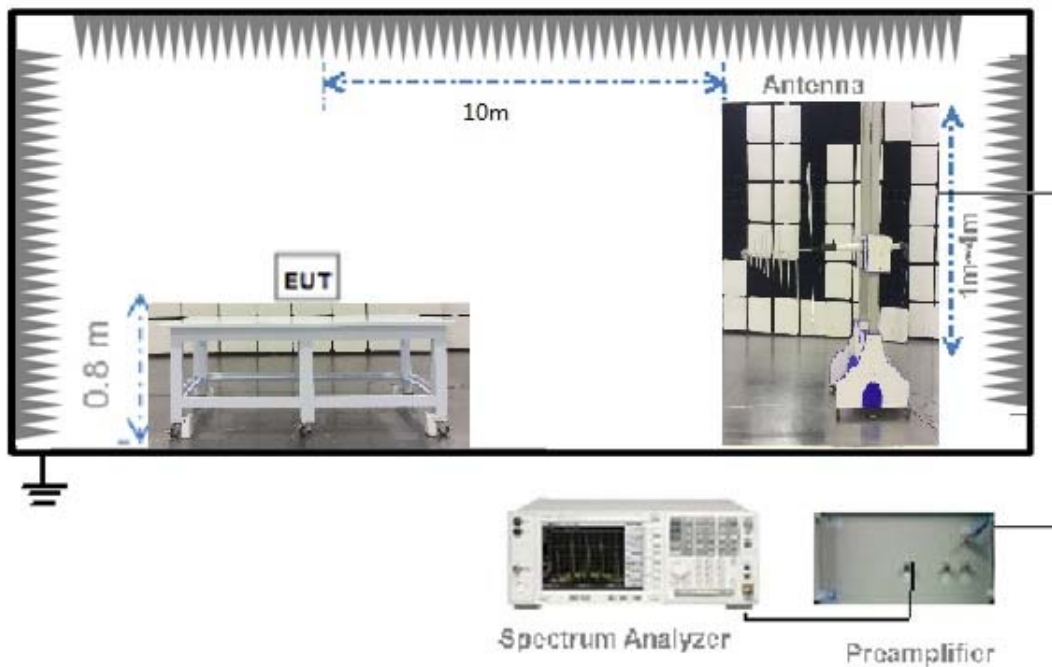 Antenna
10m
EUT
1m~4m
0.8 m
Spectrum Analyzer
Preamplifier